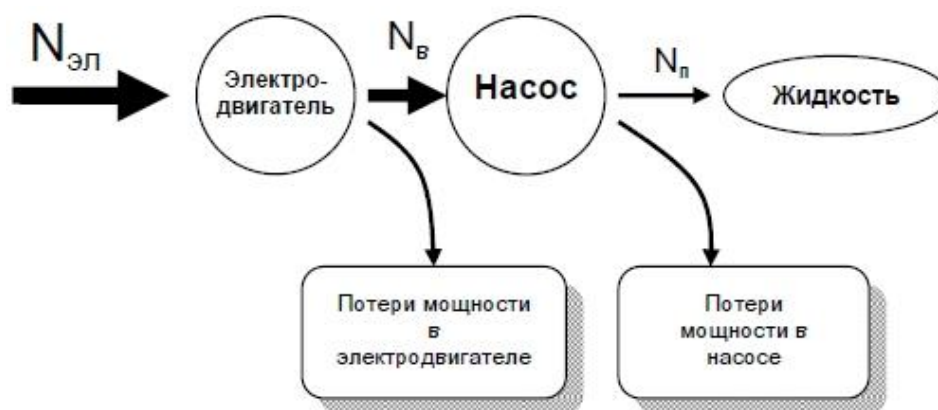 Nэл
Электро-
двигатель
Nв
Насос
Nп
Жидкость
Потери мощности
в
электродвигателе
Потери
мощности в
насосе